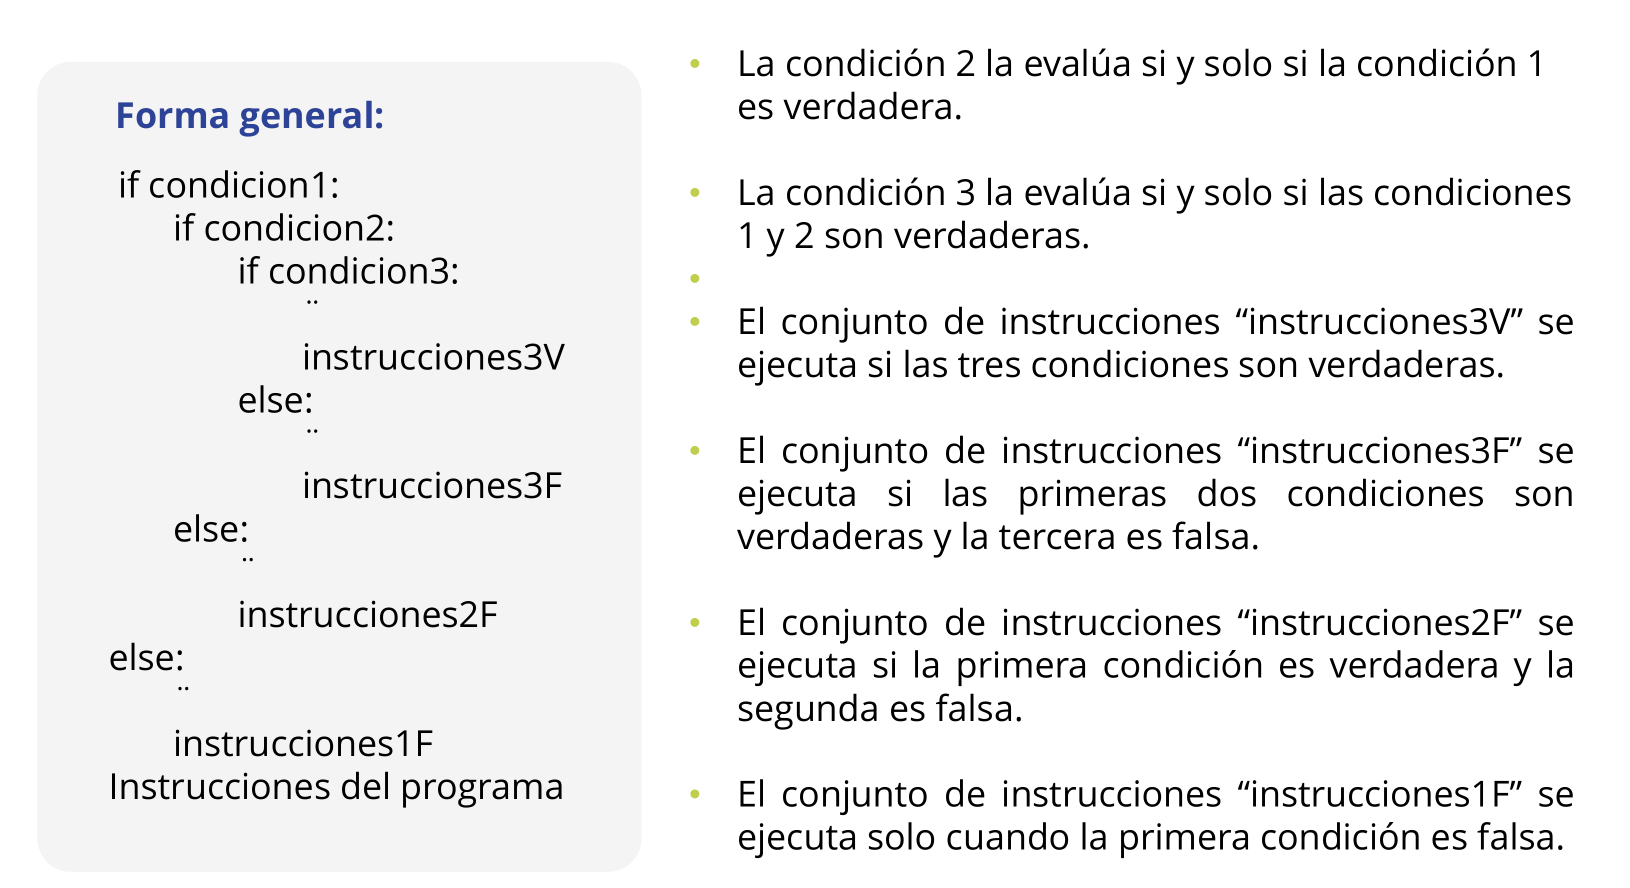 Forma general:
if condicion1:
if condicion2:
if condicion3:
¨
instrucciones3V
else:
¨
instrucciones3F
else:
¨
instrucciones2F
else:
¨
instrucciones1F
Instrucciones del programa
• La condición 2 la evalúa si y solo si la condición 1
es verdadera.
• La condición 3 la evalúa si y solo si las condiciones
1 y 2 son verdaderas.
•
• El conjunto de instrucciones “instrucciones3V” se
ejecuta si las tres condiciones son verdaderas.
• El conjunto de instrucciones “instrucciones3F” se
ejecuta si las primeras dos condiciones son
verdaderas y la tercera es falsa.
• El conjunto de instrucciones “instrucciones2F” se
ejecuta si la primera condición es verdadera y la
segunda es falsa.
• El conjunto de instrucciones “instrucciones1F” se
ejecuta solo cuando la primera condición es falsa.